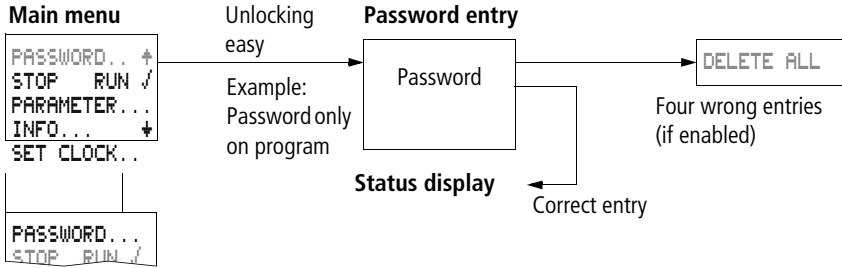 Main menu
PASSWORD..
STOP RUN √
PARAMETER...
INFO...
SET CLOCK..
PASSWORD...
STOP RUN √
Unlocking
easy
Example:
Password only
on program
Password entry
Password
Status display
Correct entry
DELETE ALL
Four wrong entries
(if enabled)